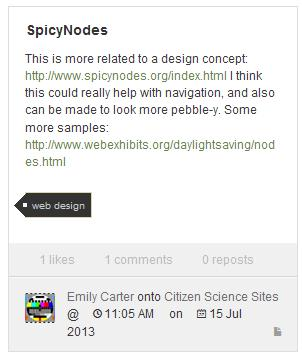 SpicyNodes
This is more related to a design concept:
http://www.spicynodes.org/index.html I think
this could really help with navigation, and also
can be made to look more pebble-y. Some
more samples:
http://www.webexhibits.org/daylightsaving/nod
es.html
web design
1 likes 1 comments 0 reposts
Emily Carter onto Citizen Science Sites
@ 11:05 AM on 15 Jul
2013